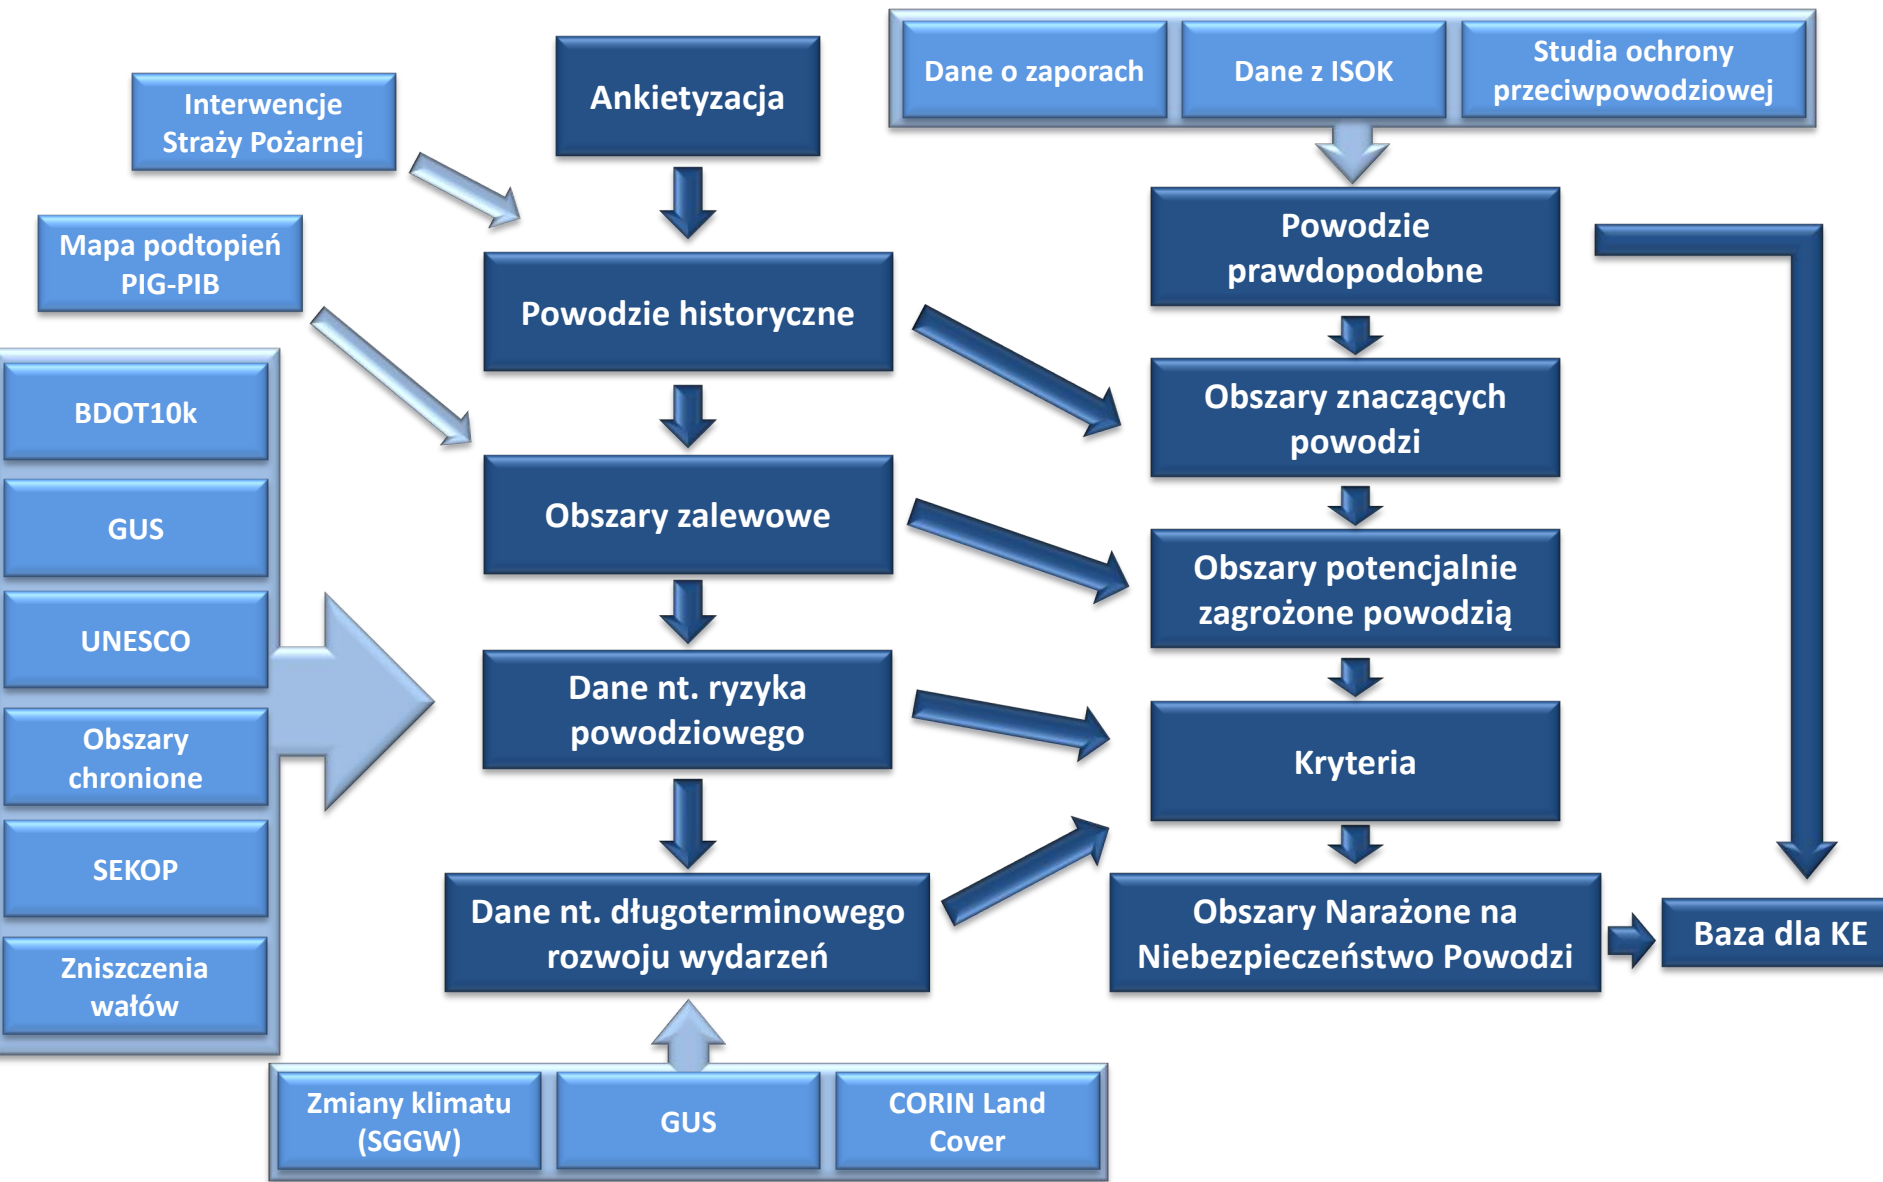 Ankietyzacja
Dane o zaporach
Dane z ISOK
Studia ochrony
przeciwpowodziowej
Interwencje
Straży Pożarnej
Mapa podtopień
PIG-PIB
Powodzie historyczne
Powodzie
prawdopodobne
BDOT10k
GUS
UNESCO
Obszary
chronione
SEKOP
Zniszczenia
wałów
Obszary zalewowe
Obszary znaczących
powodzi
Obszary potencjalnie
zagrożone powodzią
Dane nt. ryzyka
powodziowego
Kryteria
Dane nt. długoterminowego
rozwoju wydarzeń
Obszary Narażone na
Niebezpieczeństwo Powodzi
Baza dla KE
Zmiany klimatu
(SGGW)
GUS
CORIN Land
Cover